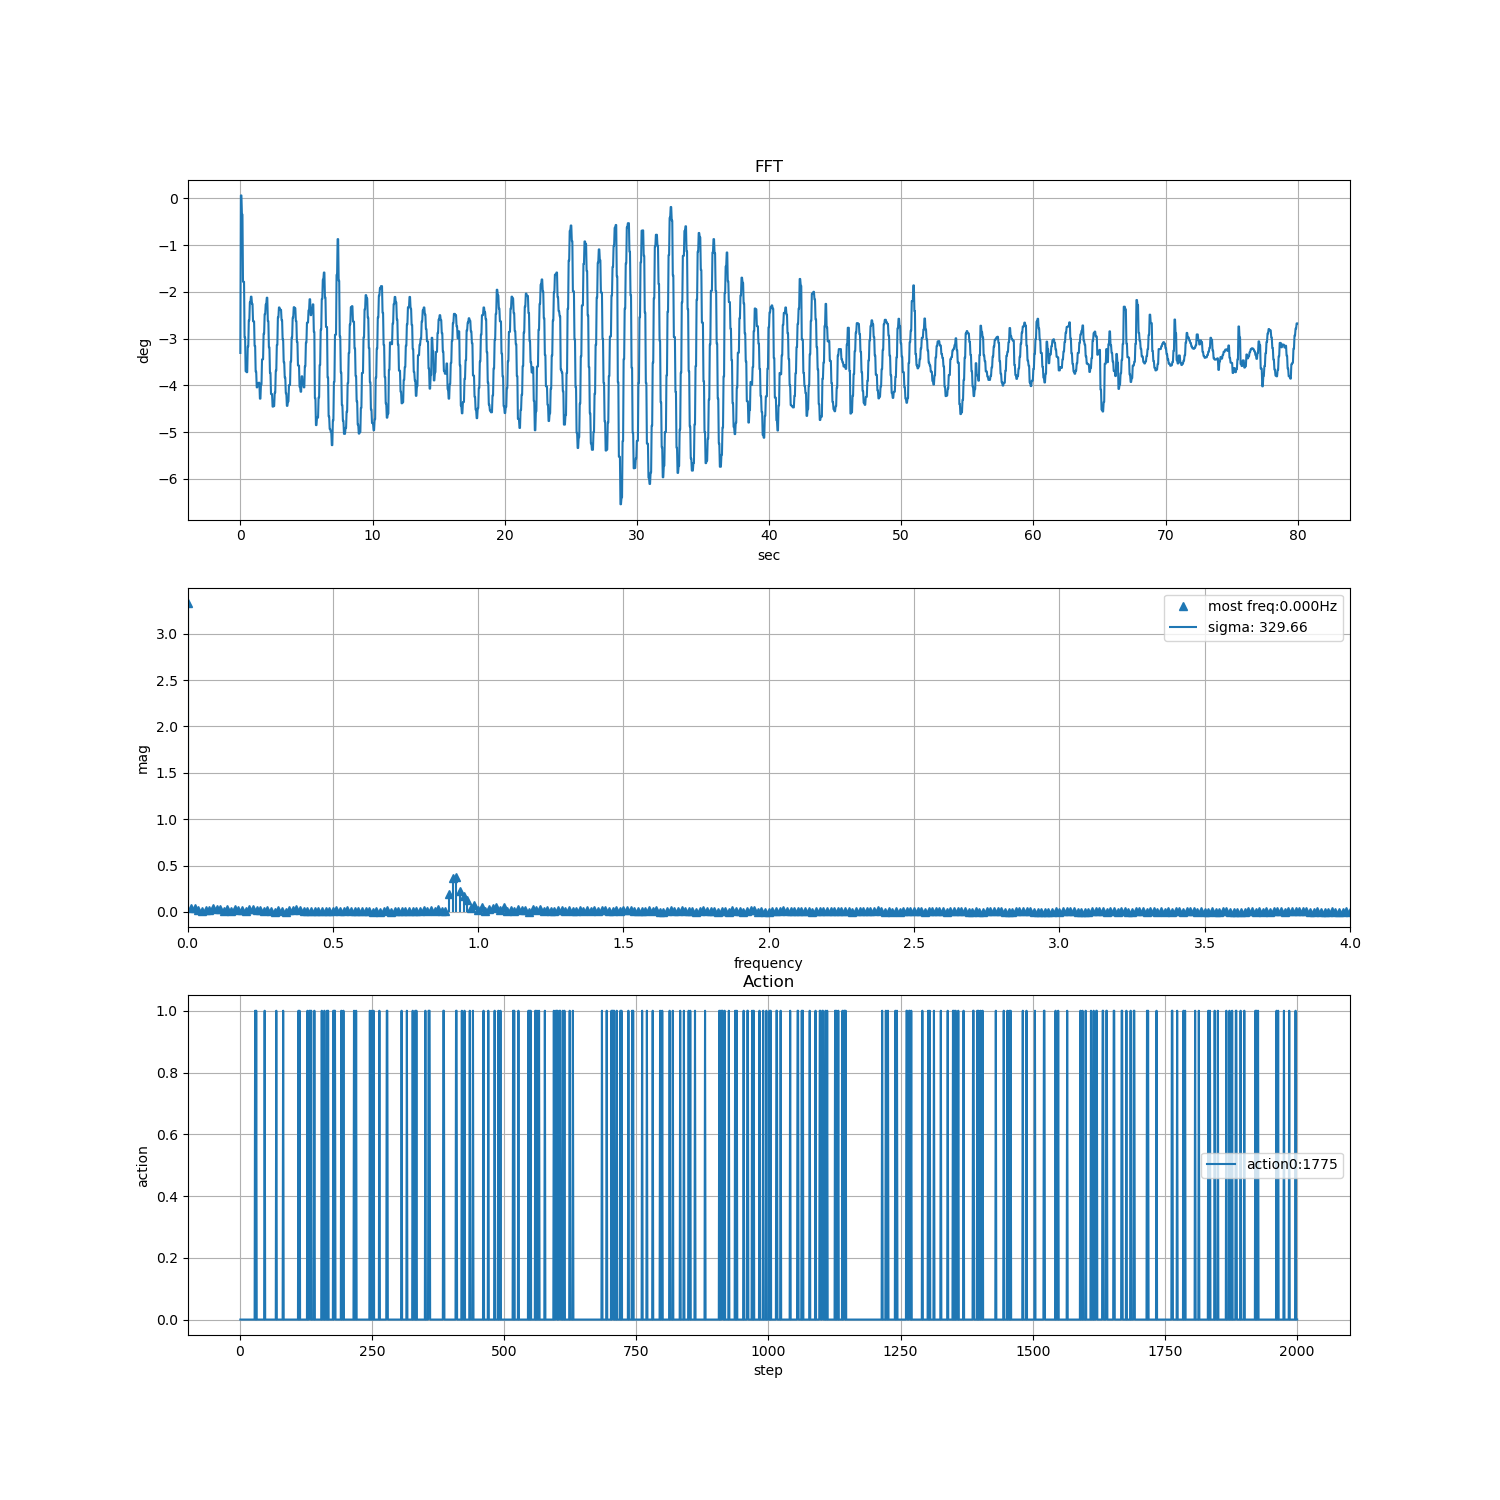 FFT
0
−1
−2
−3
−4
−5
−6
deg
0 10 20 30 40 50 60 70 80
sec
3.0
2.5
2.0
1.5
1.0
0.5
0.0
mag
most freq:0.000Hz
sigma: 329.66
0.0 0.5 1.0 1.5 2.0 2.5 3.0 3.5 4.0
frequency
Action
1.0
0.8
0.6
0.4
0.2
0.0
action
action0:1775
0 250 500 750 1000 1250 1500 1750 2000
step